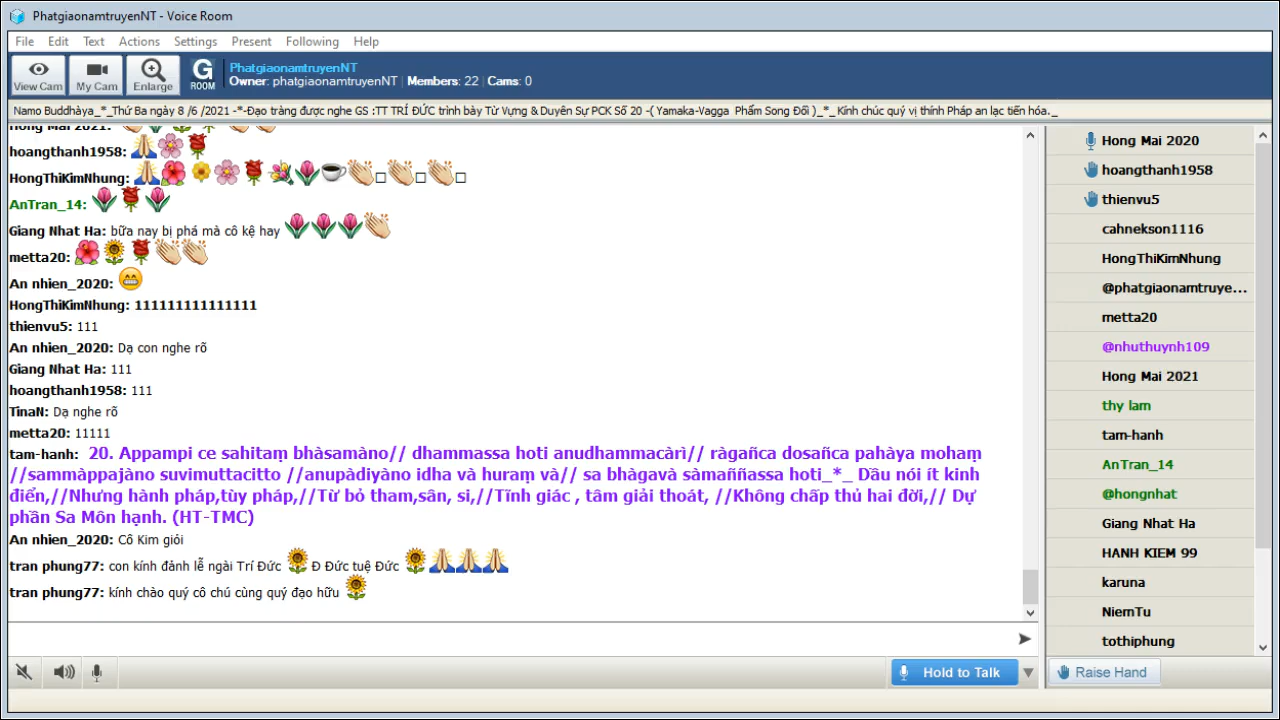 PhatgiaonamtruyenNT - Voice Room
File Edit Text Actions Settings Present Following Help
View Cam My Cam Enlarge G ROOM
PhatgiaonamtruyenNT
Owner: phatgiaonamtruyenNT | Members: 22 | Cams: 0
Namo Buddhàya_*_Thứ Ba ngày 8 /6 /2021 -*-Đạo tràng được nghe GS :TT TRÍ ĐỨC trình bày Từ Vựng & Duyên Sự PCK Số 20 -( Yamaka-Vagga Phẩm Song Đối )_*_ Kính chúc quý vị thính Pháp an lạc tiến hóa._
Hong Mai 2021:
hoangthanh1958:
HongThiKimNhung:
AnTran_14:
Giang Nhat Ha: bữa nay bị phá mà cô kệ hay
metta20:
An nhien_2020:
HongThiKimNhung: 111111111111111
thienvu5: 111
An nhien_2020: Dạ con nghe rõ
Giang Nhat Ha: 111
hoangthanh1958: 111
TinaN: Dạ nghe rõ
metta20: 11111
tam-hanh: 20. Appampi ce sahitaṃ bhàsamàno// dhammassa hoti anudhammacàrì// ràgañca dosañca pahàya mohaṃ
//sammàppajàno suvimuttacitto //anupàdiyàno idha và huraṃ và// sa bhàgavà sàmaññassa hoti_*_ Dầu nói ít kinh
điển,//Nhưng hành pháp,tùy pháp,//Từ bỏ tham,sân, si,//Tĩnh giác , tâm giải thoát, //Không chấp thủ hai đời,// Dự
phần Sa Môn hạnh. (HT-TMC)
An nhien_2020: Cô Kim giỏi
tran phung77: con kính đảnh lễ ngài Trí Đức Đ Đức tuệ Đức
tran phung77: kính chào quý cô chú cùng quý đạo hữu
Hold to Talk
Hong Mai 2020
hoangthanh1958
thienvu5
cahnekson1116
HongThiKimNhung
@phatgiaonamtruye...
metta20
@nhuthuynh109
Hong Mai 2021
thy lam
tam-hanh
AnTran_14
@hongnhat
Giang Nhat Ha
HANH KIEM 99
karuna
NiemTu
tothiphung
Raise Hand